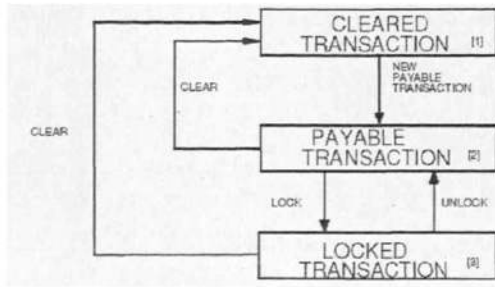 CLEARED
TRANSACTION [1]
NEW
PAYABLE
TRANSACTION
CLEAR
CLEAR
PAYABLE
TRANSACTION [2]
LOCK
UNLOCK
LOCKED
TRANSACTION [3]